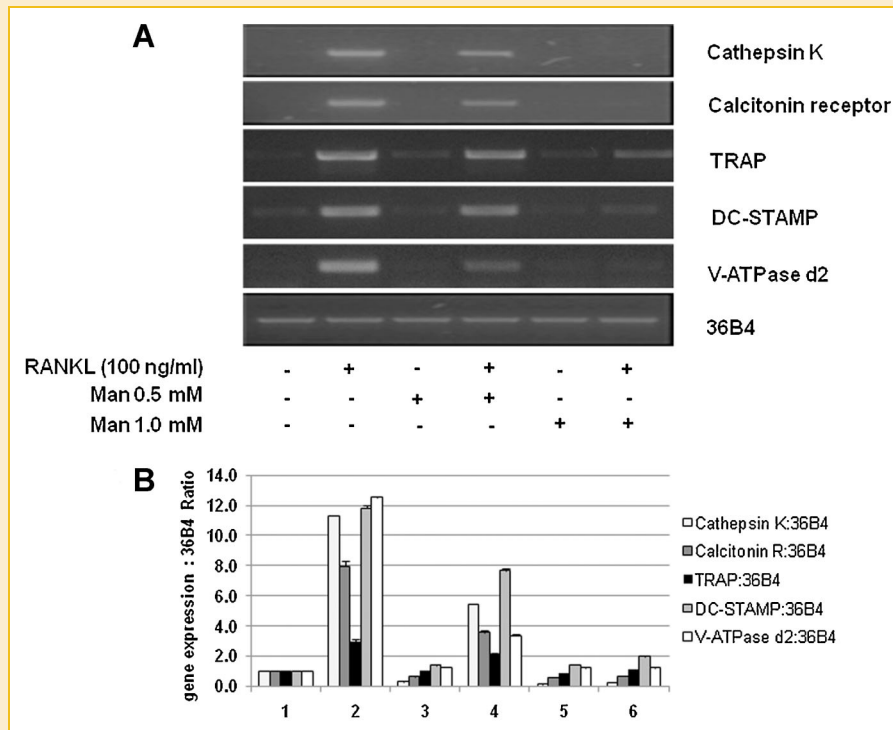 A
Cathepsin K
Calcitonin receptor
TRAP
DC-STAMP
V-ATPase d2
36B4
RANKL (100 ng/ml) - + - + - +
Man 0.5 mM - - + + - -
Man 1.0 mM - - - - + +
B
gene expression : 36B4 Ratio
14.0
12.0
10.0
8.0
6.0
4.0
2.0
0.0
1 2 3 4 5 6
Cathepsin K:36B4
Calcitonin R:36B4
TRAP:36B4
DC-STAMP:36B4
V-ATPase d2:36B4